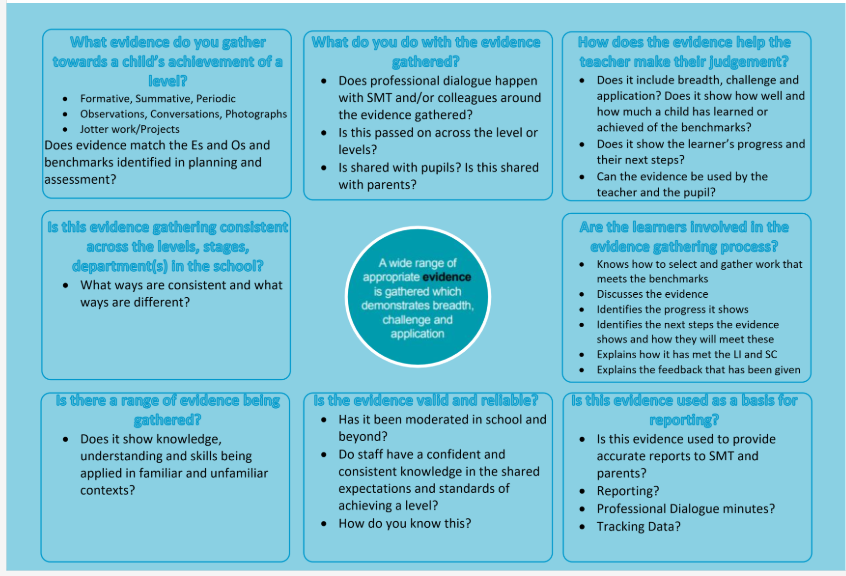 What evidence do you gather
towards a child's achievement of a
level?
• Formative, Summative, Periodic
• Observations, Conversations, Photographs
• Jotter work/Projects
Does evidence match the Es and Os and
benchmarks identified in planning and
assessment?
What do you do with the evidence
gathered?
• Does professional dialogue happen
with SMT and/or colleagues around
the evidence gathered?
• Is this passed on across the level or
levels?
• Is shared with pupils? Is this shared
with parents?
How does the evidence help the
teacher make their judgement?
• Does it include breadth, challenge and
application? Does it show how well and
how much a child has learned or
achieved of the benchmarks?
• Does it show the learner's progress and
their next steps?
• Can the evidence be used by the
teacher and the pupil?
Is this evidence gathering consistent
across the levels, stages,
department(s) in the school?
• What ways are consistent and what
ways are different?
A wide range of
appropriate evidence
is gathered which
demonstrates breadth,
challenge and
application
Are the learners involved in the
evidence gathering process?
• Knows how to select and gather work that
meets the benchmarks
• Discusses the evidence
• Identifies the progress it shows
• Identifies the next steps the evidence
shows and how they will meet these
• Explains how it has met the LI and SC
• Explains the feedback that has been given
Is there a range of evidence being
gathered?
• Does it show knowledge,
understanding and skills being
applied in familiar and unfamiliar
contexts?
Is the evidence valid and reliable?
• Has it been moderated in school and
beyond?
• Do staff have a confident and
consistent knowledge in the shared
expectations and standards of
achieving a level?
• How do you know this?
Is this evidence used as a basis for
reporting?
• Is this evidence used to provide
accurate reports to SMT and
parents?
• Reporting?
• Professional Dialogue minutes?
• Tracking Data?